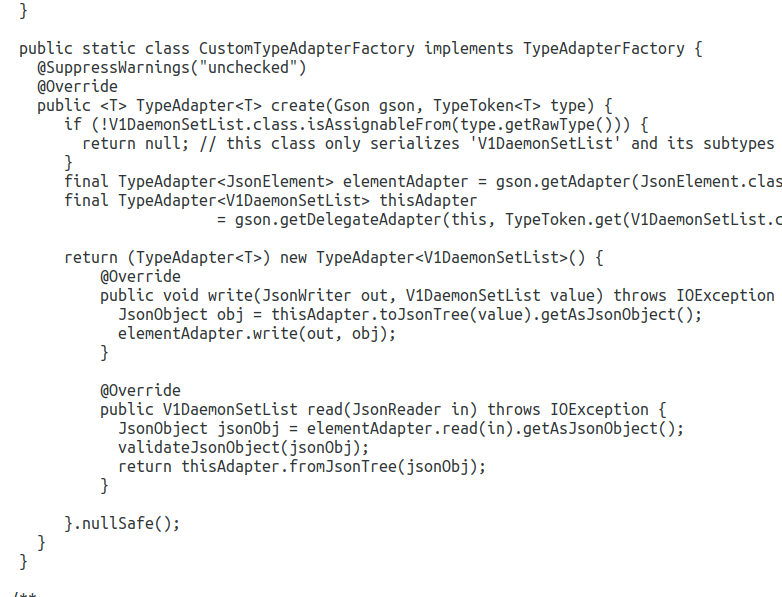 }
public static class CustomTypeAdapterFactory implements TypeAdapterFactory {
@SuppressWarnings("unchecked")
@Override
public <T> TypeAdapter<T> create(Gson gson, TypeToken<T> type) {
if (!V1DaemonSetList.class.isAssignableFrom(type.getRawType())) {
return null; // this class only serializes 'V1DaemonSetList' and its subtypes
}
final TypeAdapter<JsonElement> elementAdapter = gson.getAdapter(JsonElement.clas
final TypeAdapter<V1DaemonSetList> thisAdapter
= gson.getDelegateAdapter(this, TypeToken.get(V1DaemonSetList.c
return (TypeAdapter<T>) new TypeAdapter<V1DaemonSetList>() {
@Override
public void write(JsonWriter out, V1DaemonSetList value) throws IOException
JsonObject obj = thisAdapter.toJsonTree(value).getAsJsonObject();
elementAdapter.write(out, obj);
}
@Override
public V1DaemonSetList read(JsonReader in) throws IOException {
JsonObject jsonObj = elementAdapter.read(in).getAsJsonObject();
validateJsonObject(jsonObj);
return thisAdapter.fromJsonTree(jsonObj);
}
}.nullSafe();
}
}
/**